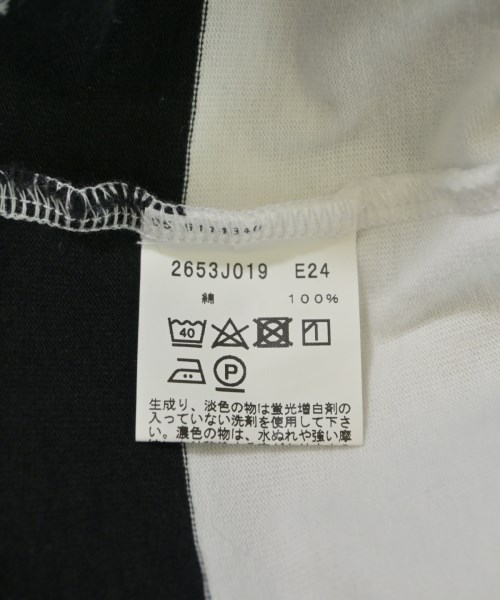 2653J019 E24
綿 100%
40
P
生成り、淡色の物は蛍光増白剤の
入っていない洗剤を使用して下さ
い。濃色の物は、水ぬれや強い摩